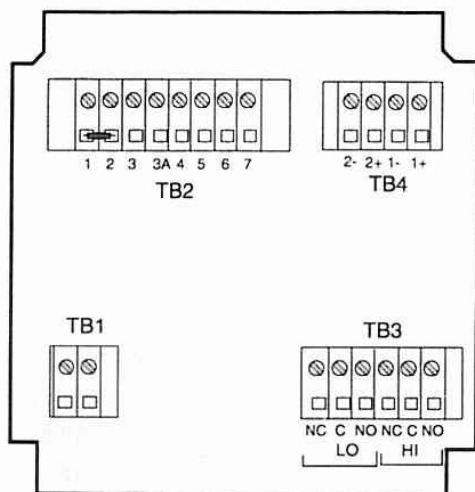 1 2 3 3A 4 5 6 7
TB2
2- 2+ 1- 1+
TB4
TB1
TB3
NC C NO NC C NO
LO HI